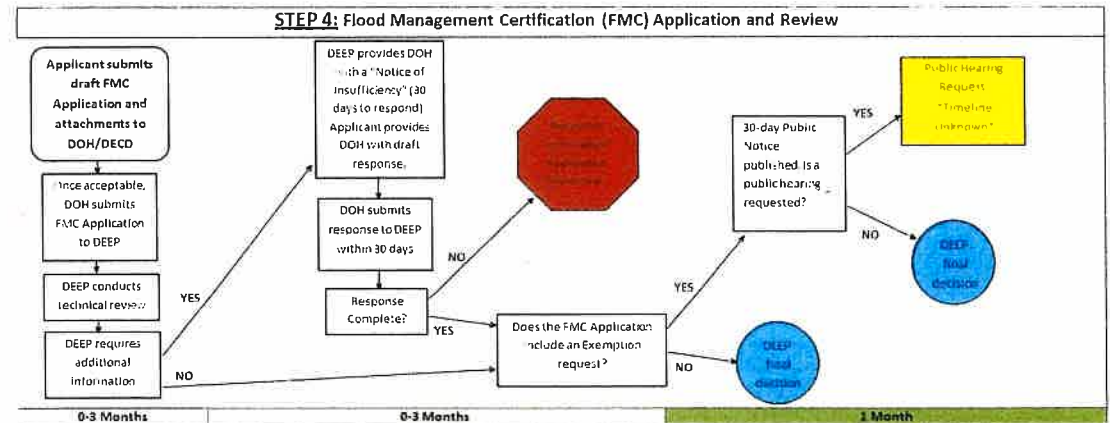 STEP 4: Flood Management Certification (FMC) Application and Review
Applicant submits
draft FMC
Application and
attachments to
DOH/DECD
Once acceptable,
DOH submits
FMC Application
to DEEP
DEEP conducts
technical review
DEEP requires
additional
information
YES
NO
DEEP provides DOH
with a "Notice of
Insufficiency" (30
days to respond)
Applicant provides
DOH with draft
response.
DOH submits
response to DEEP
within 30 days
Response
Complete?
NO
YES
Does the FMC Application
include an Exemption
request?
YES
NO
DEEP
final
decision
30-day Public
Notice
published. Is a
public hearing
requested?
YES
NO
Public Hearing
Request
"Timeline
Unknown"
DEEP
final
decision
0-3 Months
0-3 Months
1 Month